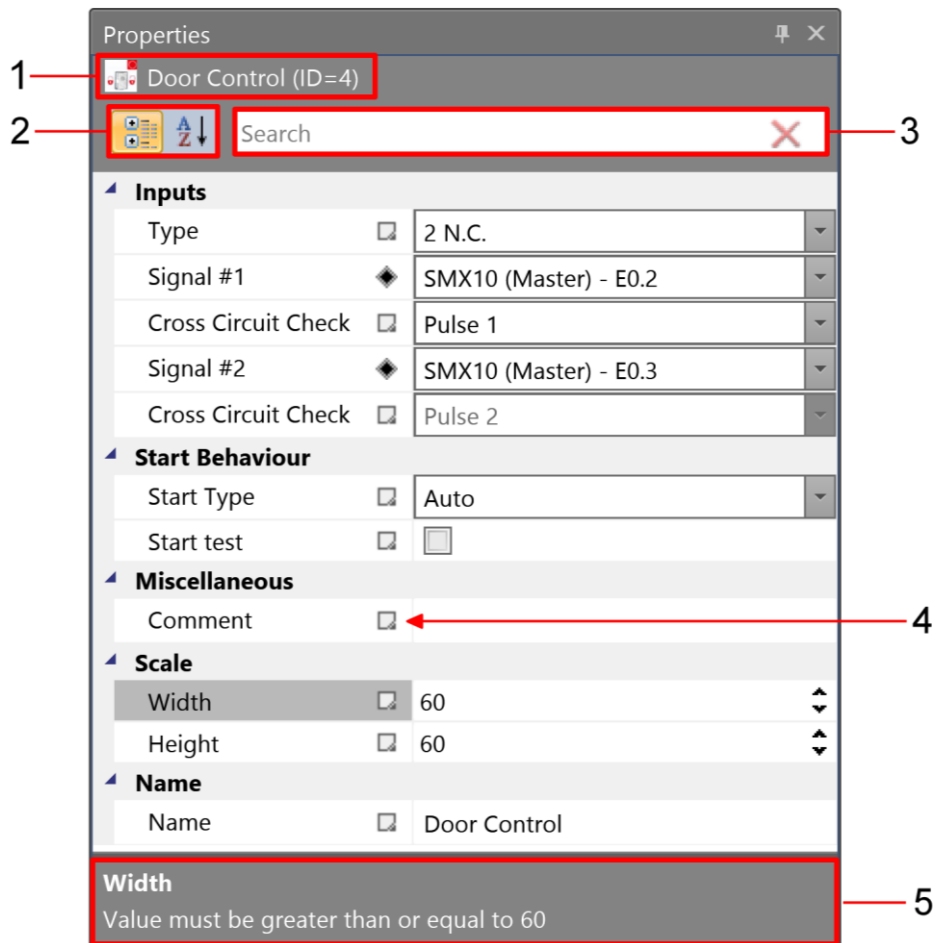 Properties
1
Door Control (ID=4)
2
A
Z
Search
3
Inputs
Type 2 N.C.
Signal #1 SMX10 (Master) - E0.2
Cross Circuit Check Pulse 1
Signal #2 SMX10 (Master) - E0.3
Cross Circuit Check Pulse 2
Start Behaviour
Start Type Auto
Start test
Miscellaneous
Comment
4
Scale
Width 60
Height 60
Name
Name Door Control
Width
Value must be greater than or equal to 60
5